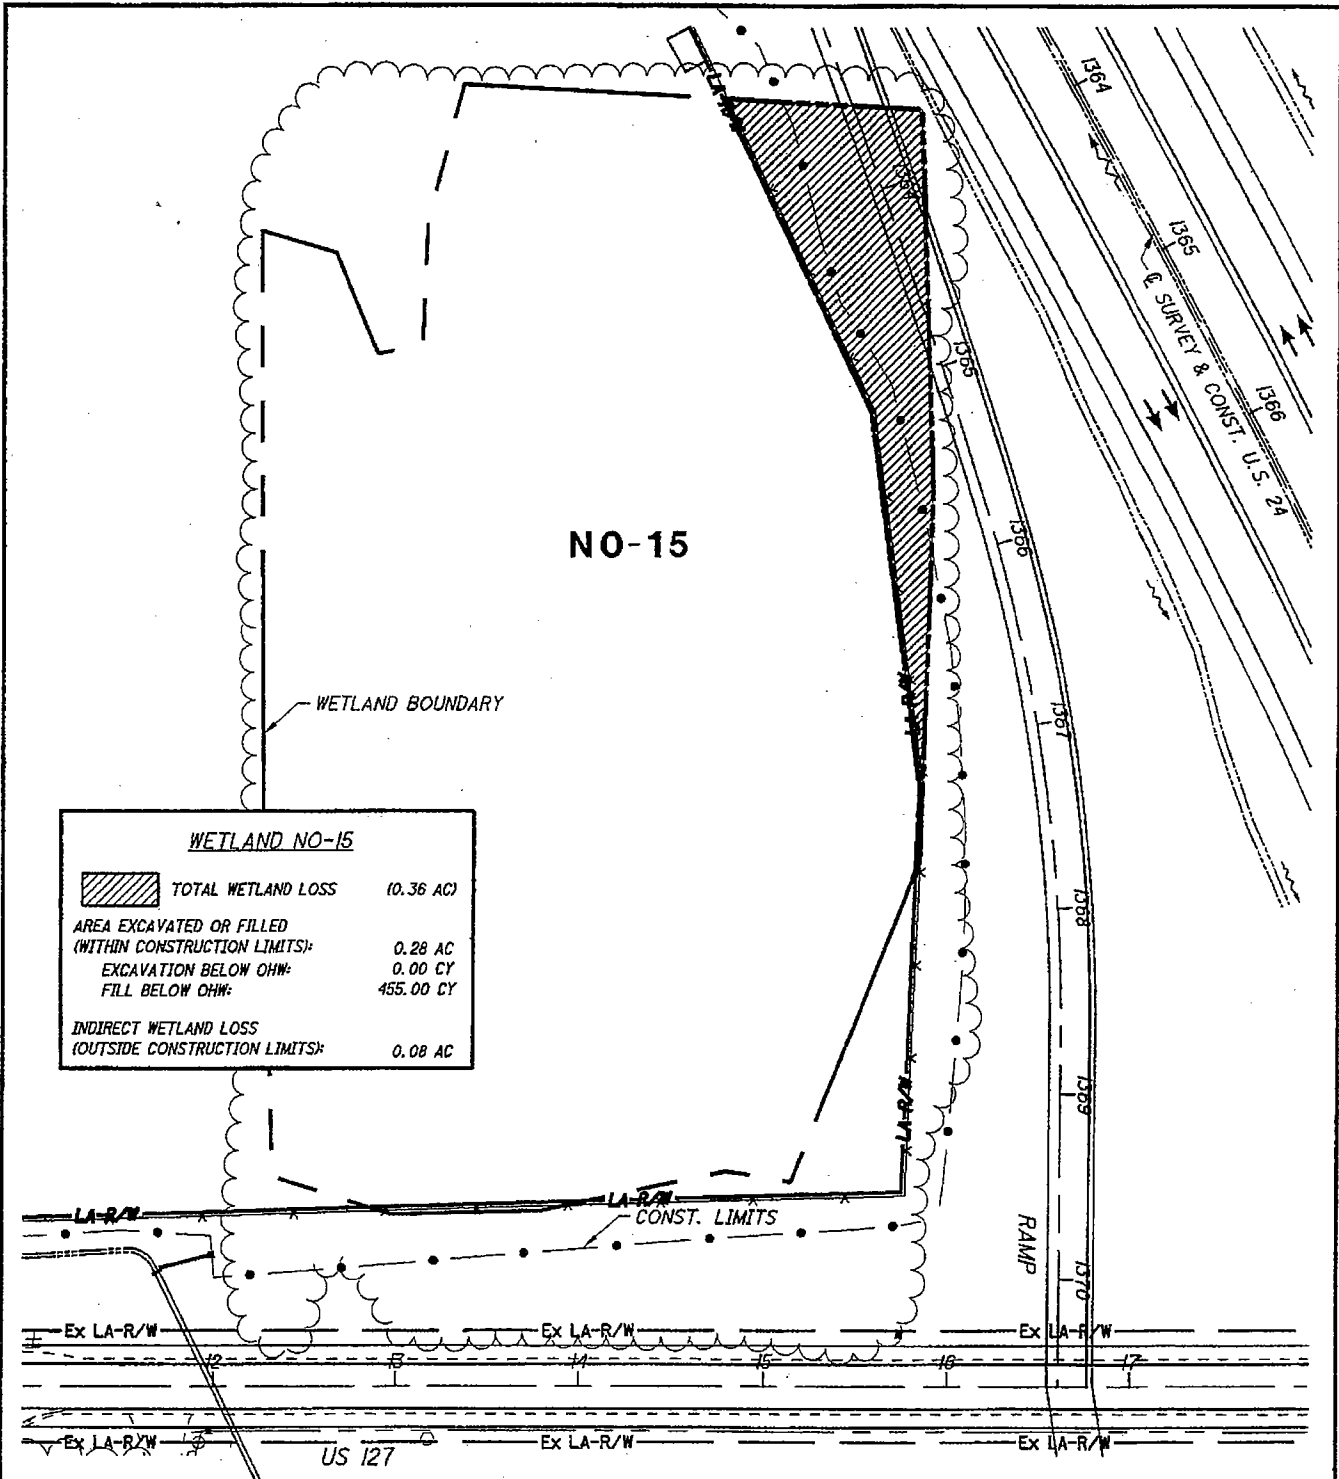 LA-R/W
1364
1364
1365
℄ SURVEY & CONST. U.S. 24
1365
1366
NO-15
1366
WETLAND BOUNDARY
LA-R/W
1367
WETLAND NO-15
TOTAL WETLAND LOSS (0.36 AC)
AREA EXCAVATED OR FILLED
(WITHIN CONSTRUCTION LIMITS): 0.28 AC
EXCAVATION BELOW OHW: 0.00 CY
FILL BELOW OHW: 455.00 CY
INDIRECT WETLAND LOSS
(OUTSIDE CONSTRUCTION LIMITS): 0.08 AC
1368
1369
LA-R/W
LA-R/W
LA-R/W
CONST. LIMITS
RAMP
1370
Ex LA-R/W
Ex LA-R/W
Ex LA-R/W
12
13
14
15
16
17
Ex LA-R/W
Ex LA-R/W
Ex LA-R/W
US 127